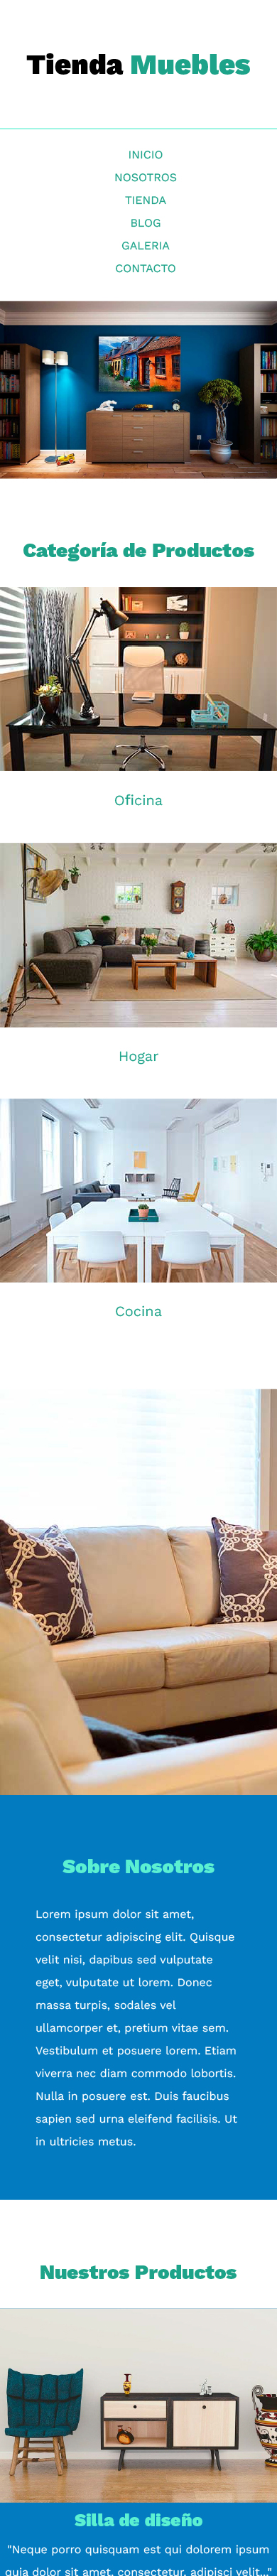 Tienda Muebles
INICIO
NOSOTROS
TIENDA
BLOG
GALERIA
CONTACTO
Categoría de Productos
Oficina
Hogar
Cocina
Sobre Nosotros
Lorem ipsum dolor sit amet,
consectetur adipiscing elit. Quisque
velit nisi, dapibus sed vulputate
eget, vulputate ut lorem. Donec
massa turpis, sodales vel
ullamcorper et, pretium vitae sem.
Vestibulum et posuere lorem. Etiam
viverra nec diam commodo lobortis.
Nulla in posuere est. Duis faucibus
sapien sed urna eleifend facilisis. Ut
in ultricies metus.
Nuestros Productos
Silla de diseño
"Neque porro quisquam est qui dolorem ipsum
quia dolor sit amet, consectetur, adipisci velit..."